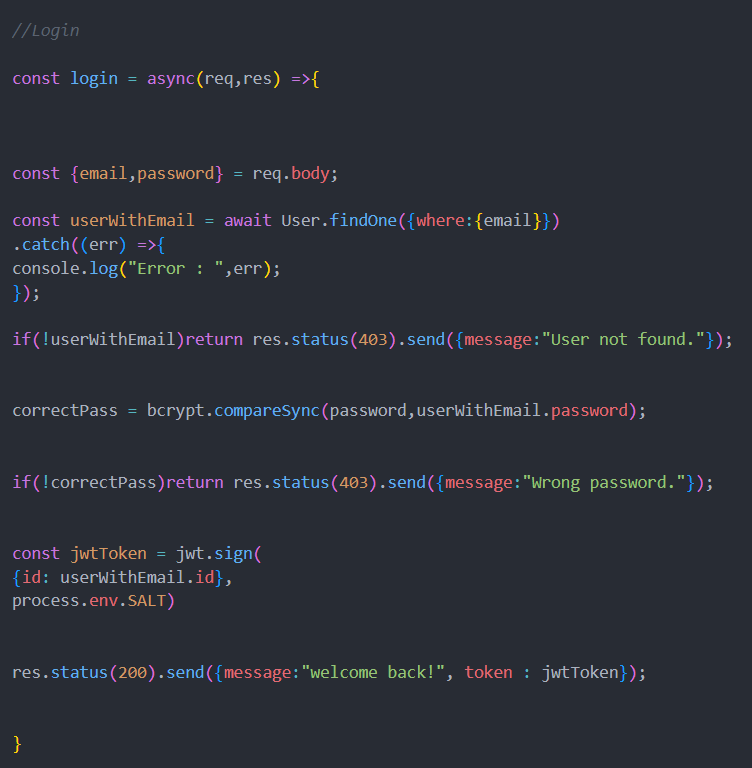 //Login
const login = async(req,res) =>{
const {email,password} = req.body;
const userWithEmail = await User.findOne({where:{email}})
.catch((err) =>{
console.log("Error : ",err);
});
if(!userWithEmail)return res.status(403).send({message:"User not found."});
correctPass = bcrypt.compareSync(password,userWithEmail.password);
if(!correctPass)return res.status(403).send({message:"Wrong password."});
const jwtToken = jwt.sign(
{id: userWithEmail.id},
process.env.SALT)
res.status(200).send({message:"welcome back!", token : jwtToken});
}